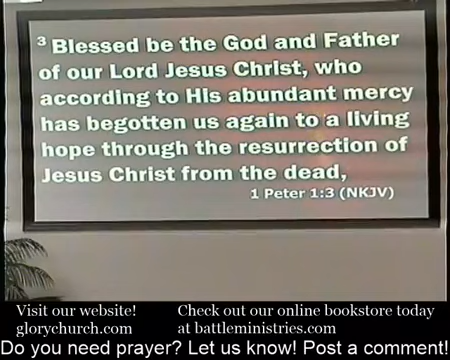 3 Blessed be the God and Father
of our Lord Jesus Christ, who
according to His abundant mercy
has begotten us again to a living
hope through the resurrection of
Jesus Christ from the dead,
1 Peter 1:3 (NKJV)
Visit our website!
glorychurch.com
Check out our online bookstore today
at battleministries.com
Do you need prayer? Let us know! Post a comment!